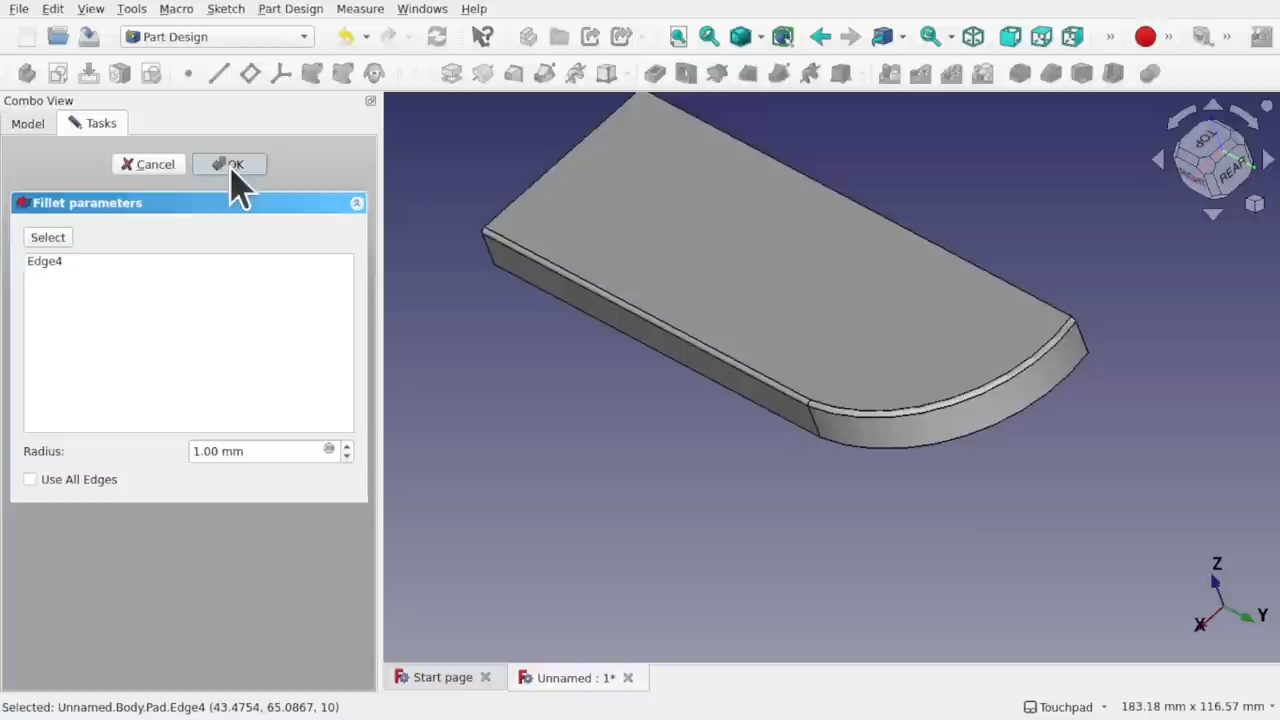 File Edit View Tools Macro Sketch Part Design Measure Windows Help
Part Design
Combo View
Model Tasks
Cancel OK
Fillet parameters
Select
Edge4
Radius: 1.00 mm
Use All Edges
TOP
REAR
Z
Y
X
Start page Unnamed : 1*
Selected: Unnamed.Body.Pad.Edge4 (43.4754, 65.0867, 10) Touchpad 183.18 mm x 116.57 mm